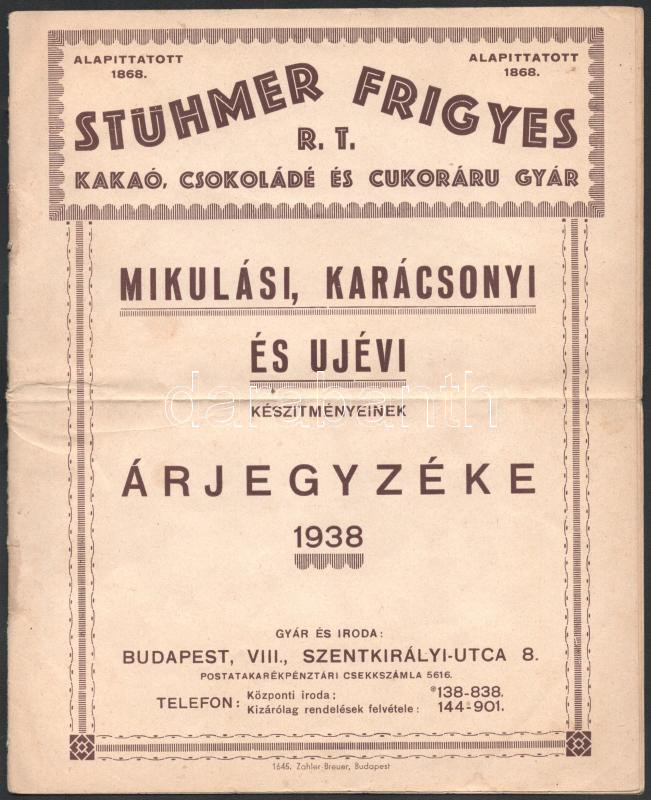 ALAPITTATOTT 1868.
ALAPITTATOTT 1868.
STÜHMER FRIGYES
R. T.
KAKAÓ, CSOKOLÁDÉ ÉS CUKORÁRU GYÁR
MIKULÁSI, KARÁCSONYI
ÉS UJÉVI
darabanth
KÉSZITMÉNYEINEK
ÁRJEGYZÉKE
1938
GYÁR ÉS IRODA:
BUDAPEST, VIII., SZENTKIRÁLYI-UTCA 8.
POSTATAKARÉKPÉNZTÁRI CSEKKSZÁMLA 5616.
TELEFON: Központi iroda: *138-838.
Kizárólag rendelések felvétele: 144-901.
1645. Zahler-Breuer, Budapest